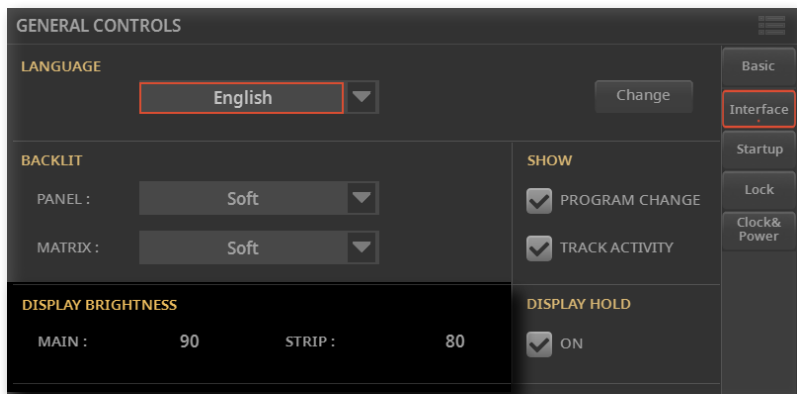 GENERAL CONTROLS
LANGUAGE
English
Change
BACKLIT
PANEL :
Soft
MATRIX :
Soft
SHOW
PROGRAM CHANGE
TRACK ACTIVITY
DISPLAY BRIGHTNESS
MAIN : 90 STRIP : 80
DISPLAY HOLD
ON
Basic
Interface
Startup
Lock
Clock&
Power